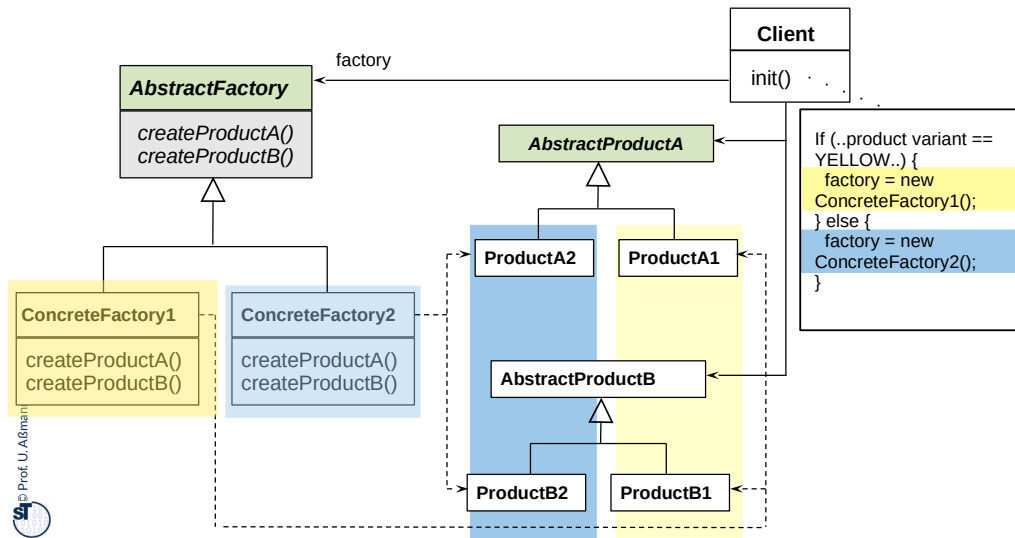 Client
init()
factory
AbstractFactory
createProductA()
createProductB()
AbstractProductA
If (..product variant ==
YELLOW..) {
factory = new
ConcreteFactory1();
} else {
factory = new
ConcreteFactory2();
}
ProductA2
ProductA1
ConcreteFactory1
createProductA()
createProductB()
ConcreteFactory2
createProductA()
createProductB()
AbstractProductB
ProductB2
ProductB1
© Prof. U. Aßmann
ST